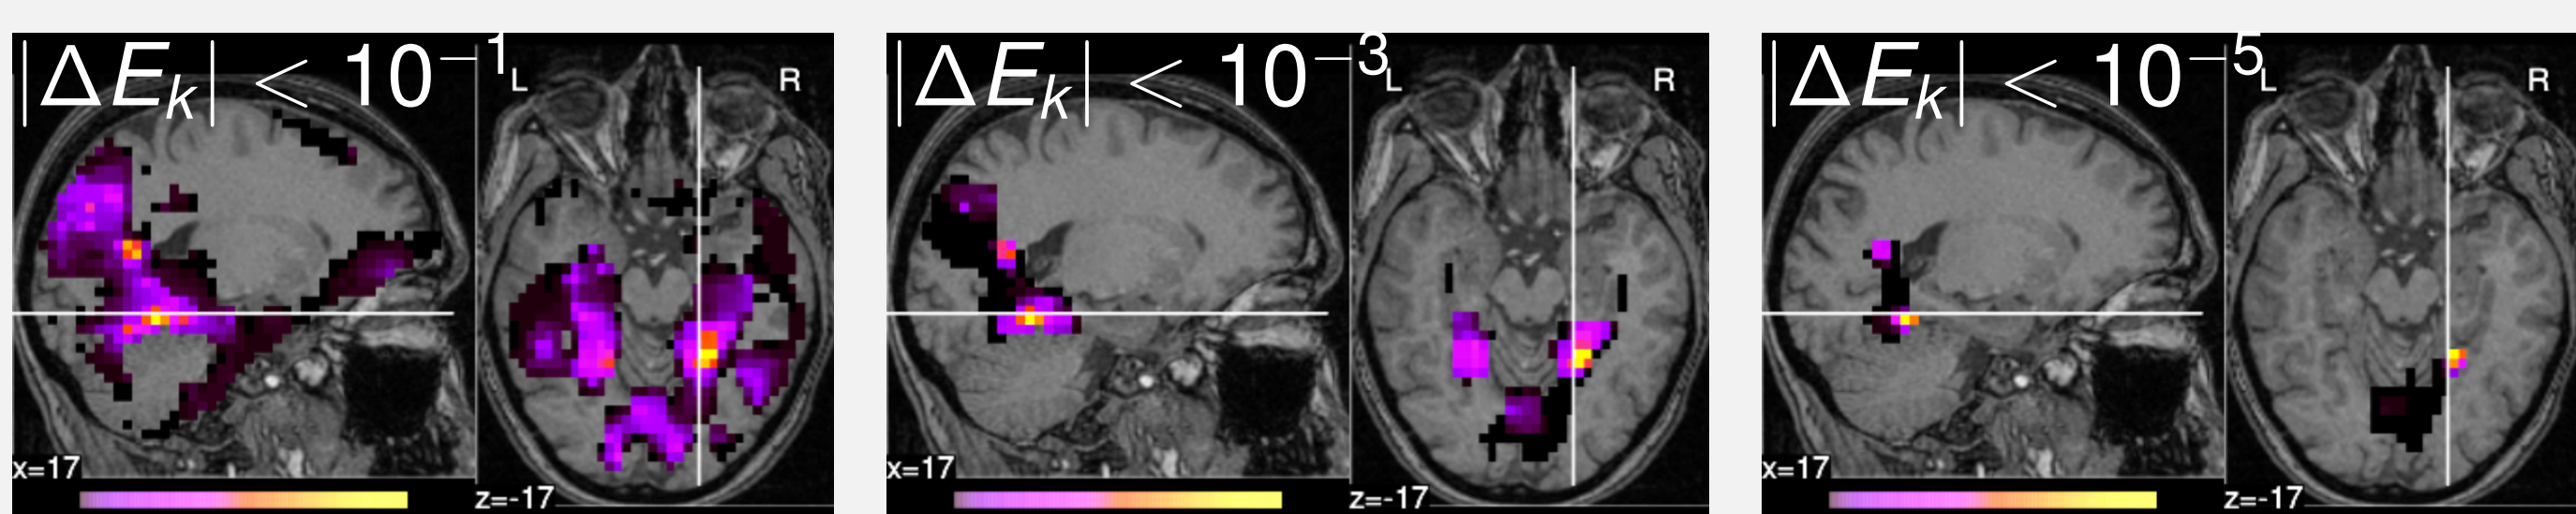 |ΔE_k| < 10^−1
L
R
x=17
z=-17
|ΔE_k| < 10^−3
L
R
x=17
z=-17
|ΔE_k| < 10^−5
L
R
x=17
z=-17